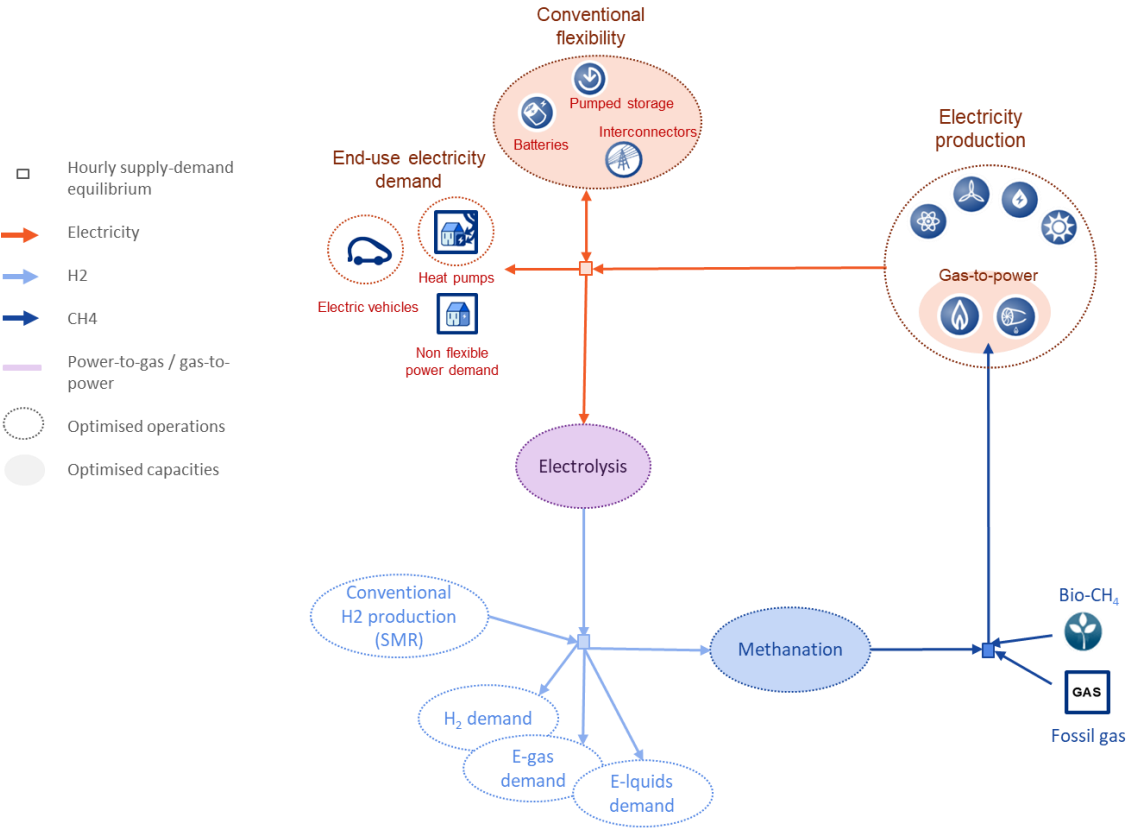 Conventional
flexibility
Pumped storage
Batteries
Interconnectors
Electricity
production
End-use electricity
demand
Hourly supply-demand
equilibrium
Electricity
H2
CH4
Power-to-gas / gas-to-
power
Optimised operations
Optimised capacities
Heat pumps
Electric vehicles
Non flexible
power demand
Gas-to-power
Electrolysis
Conventional
H2 production
(SMR)
Methanation
Bio-CH₄
GAS
Fossil gas
H₂ demand
E-gas
demand
E-lquids
demand